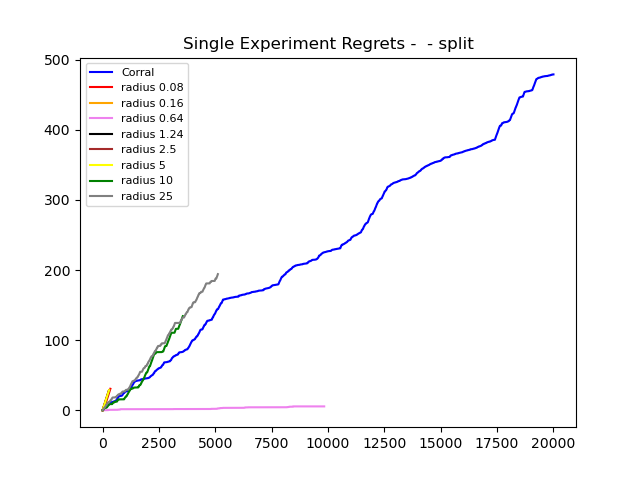 Single Experiment Regrets -  - split
500
400
300
200
100
0
Corral
radius 0.08
radius 0.16
radius 0.64
radius 1.24
radius 2.5
radius 5
radius 10
radius 25
0 2500 5000 7500 10000 12500 15000 17500 20000